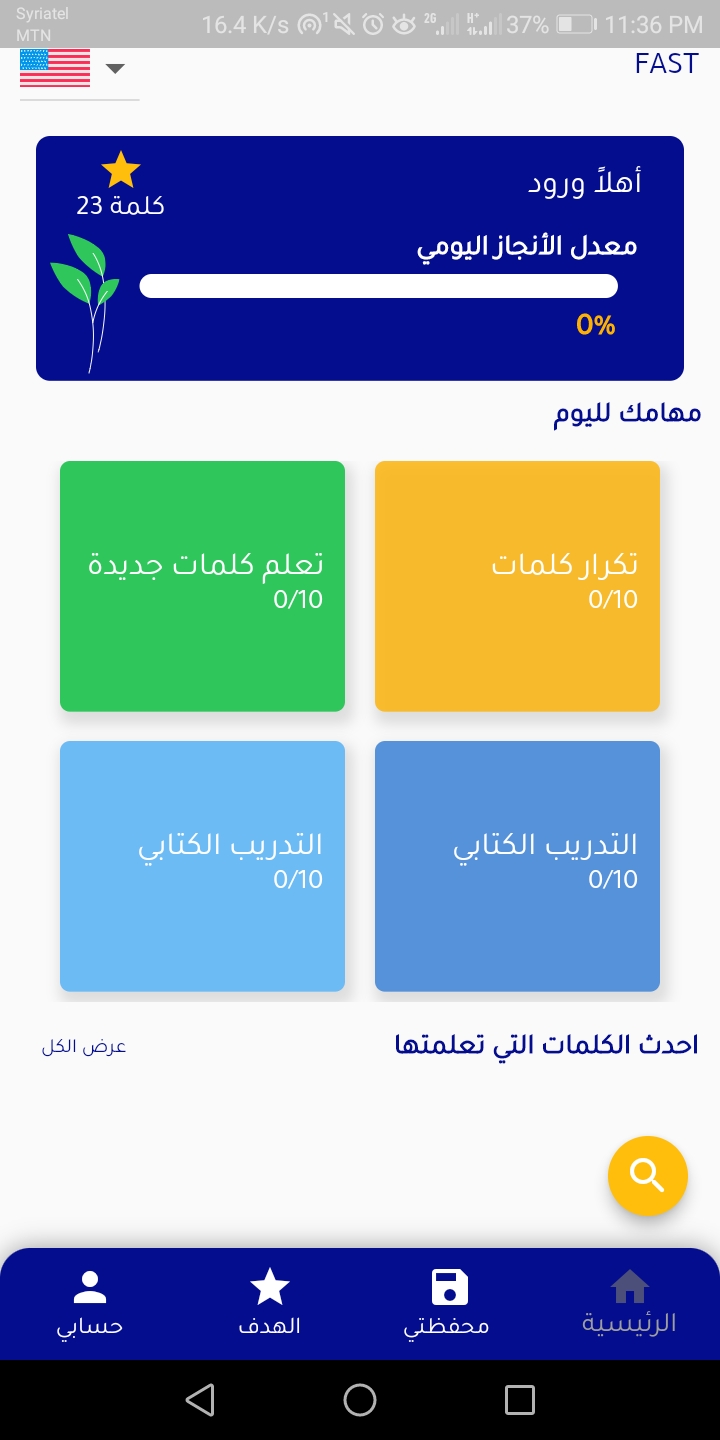 Syriatel
MTN
16.4 K/s
1
2G
H+
37%
11:36 PM
FAST
أهلاً ورود
23 كلمة
معدل الأنجاز اليومي
0%
مهامك لليوم
تكرار كلمات
0/10
تعلم كلمات جديدة
0/10
التدريب الكتابي
0/10
التدريب الكتابي
0/10
احدث الكلمات التي تعلمتها
عرض الكل
الرئيسية
محفظتي
الهدف
حسابي